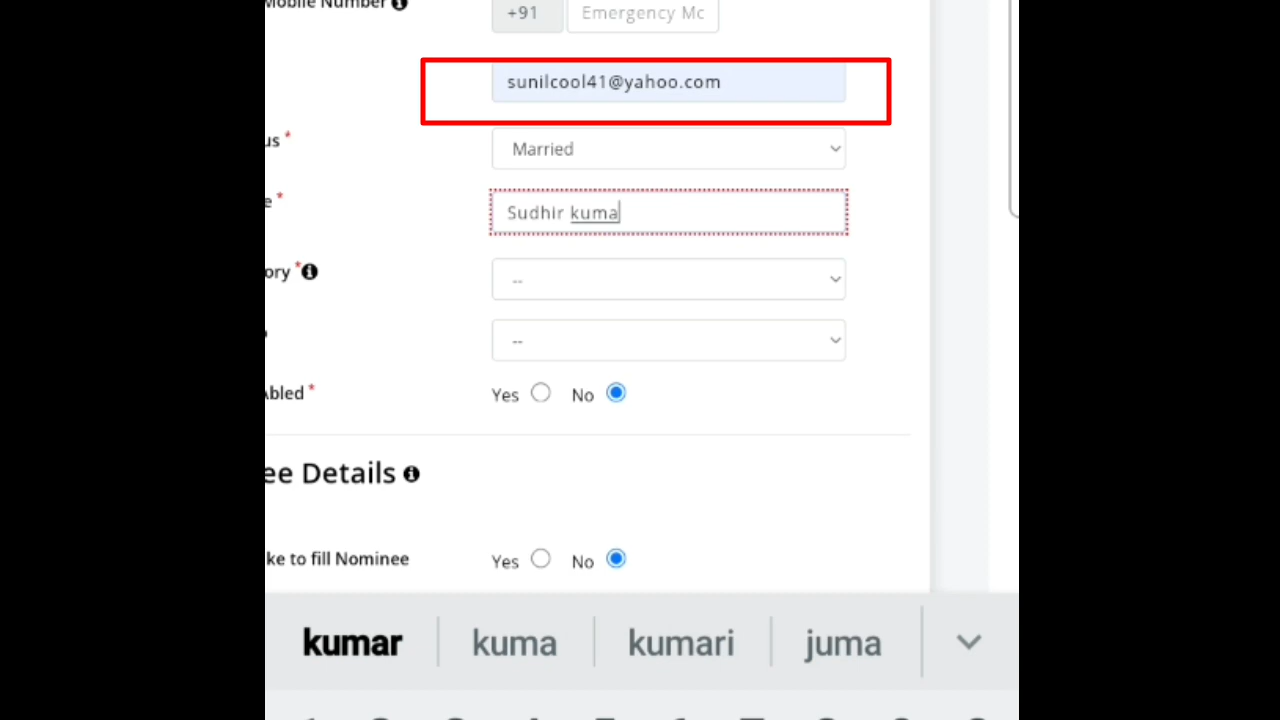 Mobile Number
+91 Emergency Mc
sunilcool41@yahoo.com
us * Married
e * Sudhir kuma
ory * --
--
Abled * Yes No
ee Details
ke to fill Nominee Yes No
kumar kuma kumari juma